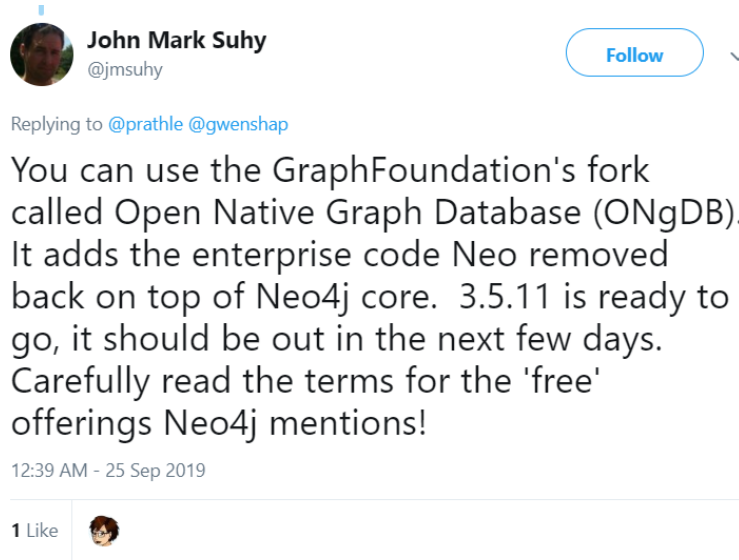 John Mark Suhy
@jmsuhy
Follow
Replying to @prathle @gwenshap
You can use the GraphFoundation's fork
called Open Native Graph Database (ONgDB).
It adds the enterprise code Neo removed
back on top of Neo4j core.  3.5.11 is ready to
go, it should be out in the next few days.
Carefully read the terms for the 'free'
offerings Neo4j mentions!
12:39 AM - 25 Sep 2019
1 Like